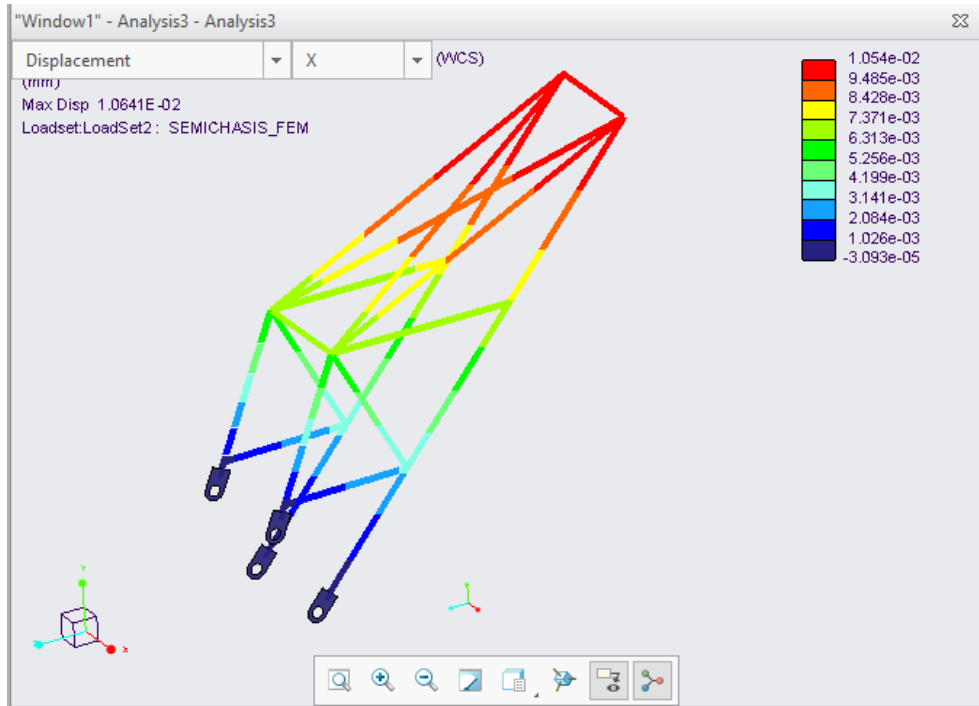 "Window1" - Analysis3 - Analysis3
Displacement
X
(WCS)
(mm)
Max Disp 1.0641E-02
Loadset:LoadSet2 : SEMICHASIS_FEM
1.054e-02
9.485e-03
8.428e-03
7.371e-03
6.313e-03
5.256e-03
4.199e-03
3.141e-03
2.084e-03
1.026e-03
-3.093e-05
Y
X